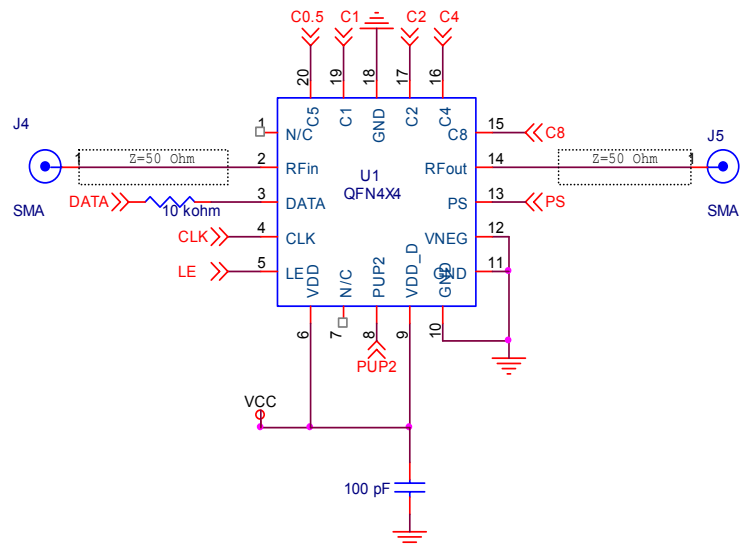 C0.5 C1 C2 C4
20 19 18 17 16
C5 C1 GND C2 C4
J4
1 N/C
C8 15 C8
J5
1 Z=50 Ohm 2 RFin
U1
QFN4X4
RFout 14 Z=50 Ohm 1
SMA
DATA 10 kohm 3 DATA
PS 13 PS
SMA
CLK 4 CLK
VNEG 12
LE 5 LE
GND 11
VDD N/C PUP2 VDD_D GND
6 7 8 9 10
PUP2
VCC
100 pF